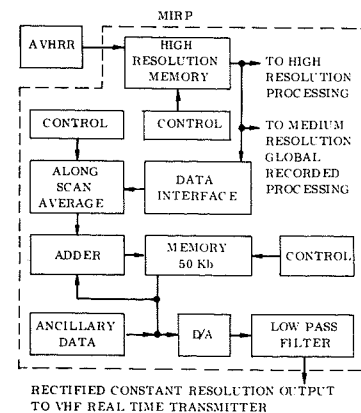 MIRP
AVHRR
HIGH
RESOLUTION
MEMORY
TO HIGH
RESOLUTION
PROCESSING
CONTROL
CONTROL
TO MEDIUM
RESOLUTION
GLOBAL
RECORDED
PROCESSING
ALONG
SCAN
AVERAGE
DATA
INTERFACE
ADDER
MEMORY
50 Kb
CONTROL
ANCILLARY
DATA
D/A
LOW PASS
FILTER
RECTIFIED CONSTANT RESOLUTION OUTPUT
TO VHF REAL TIME TRANSMITTER